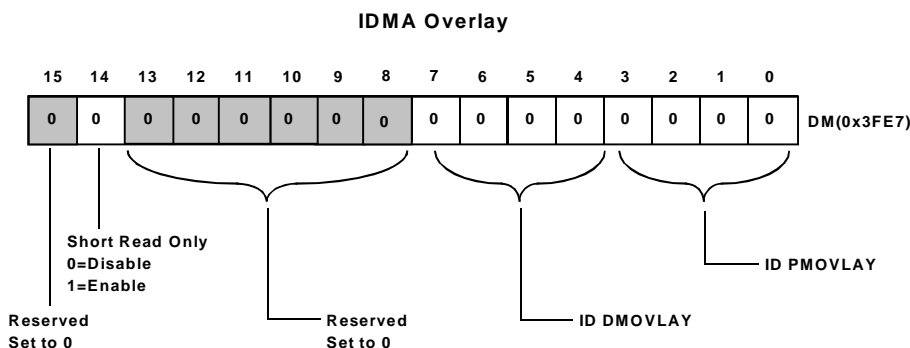 IDMA Overlay
15 14 13 12 11 10 9 8 7 6 5 4 3 2 1 0
0 0 0 0 0 0 0 0 0 0 0 0 0 0 0 0 DM(0x3FE7)
Short Read Only
0=Disable
1=Enable
ID PMOVLAY
Reserved
Set to 0
Reserved
Set to 0
ID DMOVLAY